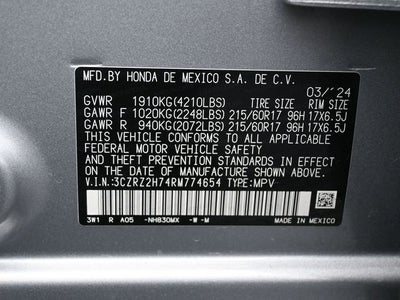 MFD.BY HONDA DE MEXICO S.A. DE C.V.
03/'24
GVWR 1910KG(4210LBS) TIRE SIZE RIM SIZE
GAWR F 1020KG(2248LBS) 215/60R17 96H 17X6.5J
GAWR R 940KG(2072LBS) 215/60R17 96H 17X6.5J
THIS VEHICLE CONFORMS TO ALL APPLICABLE
FEDERAL MOTOR VEHICLE SAFETY, BUMPER,
AND THEFT PREVENTION STANDARDS IN EFFECT
ON THE DATE OF MANUFACTURE SHOWN ABOVE.
V.I.N.:3CZRZ2H74RM774654 TYPE:MPV
3W1 R A05 -NH830MX -W -M
MADE IN MEXICO